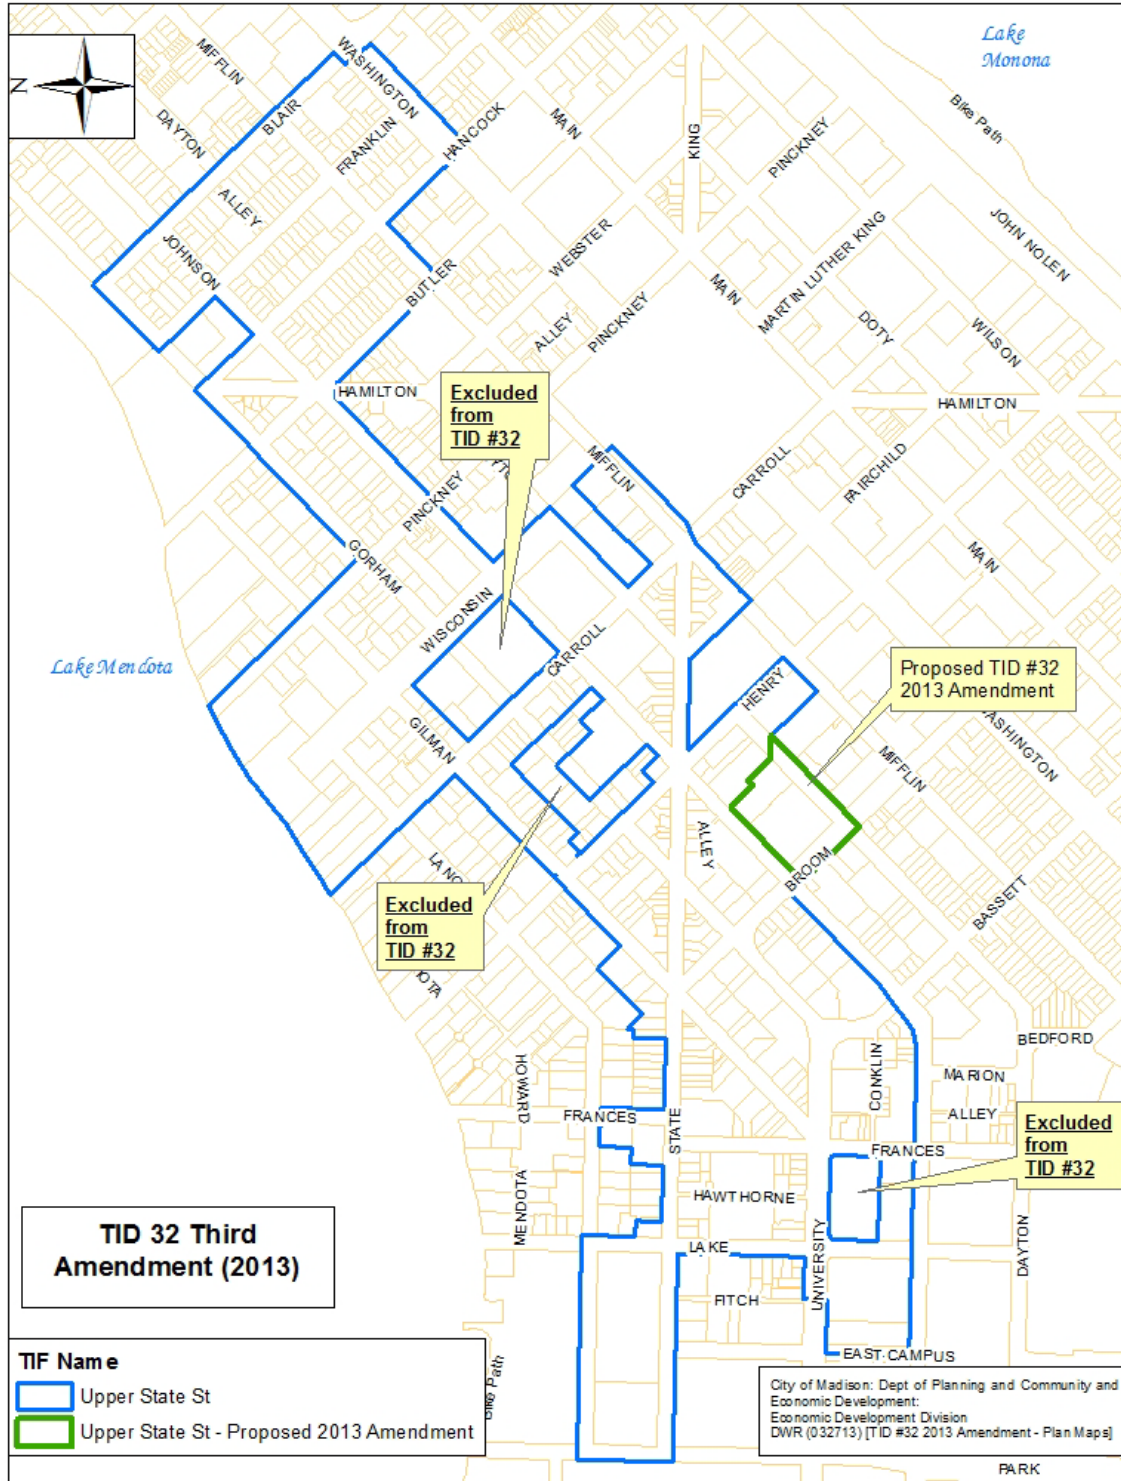 Lake
Monona
N
MIFFLIN
WASHINGTON
BLAIR
DAYTON
FRANKLIN
HANCOCK
MAIN
KING
PINCKNEY
Bike Path
ALLEY
JOHNSON
BUTLER
WEBSTER
JOHN NOLEN
MARTIN LUTHER KING
MAIN
ALLEY
PINCKNEY
DOTY
WILSON
HAMILTON
HAMILTON
Excluded
from
TID #32
MIFFLIN
CARROLL
FAIRCHILD
PINCKNEY
MAIN
GORHAM
WISCONSIN
CARROLL
Lake Mendota
HENRY
Proposed TID #32
2013 Amendment
GILMAN
WASHINGTON
MIFFLIN
ALLEY
BROOM
BASSETT
Excluded
from
TID #32
BEDFORD
CONKLIN
MARION
HOWARD
FRANCES
STATE
ALLEY
FRANCES
Excluded
from
TID #32
MENDOTA
HAWTHORNE
UNIVERSITY
DAYTON
LAKE
FITCH
EAST CAMPUS
TID 32 Third
Amendment (2013)
TIF Name
Upper State St
Upper State St - Proposed 2013 Amendment
Bike Path
City of Madison: Dept of Planning and Community and
Economic Development:
Economic Development Division
DWR (032713) [TID #32 2013 Amendment - Plan Maps]
PARK